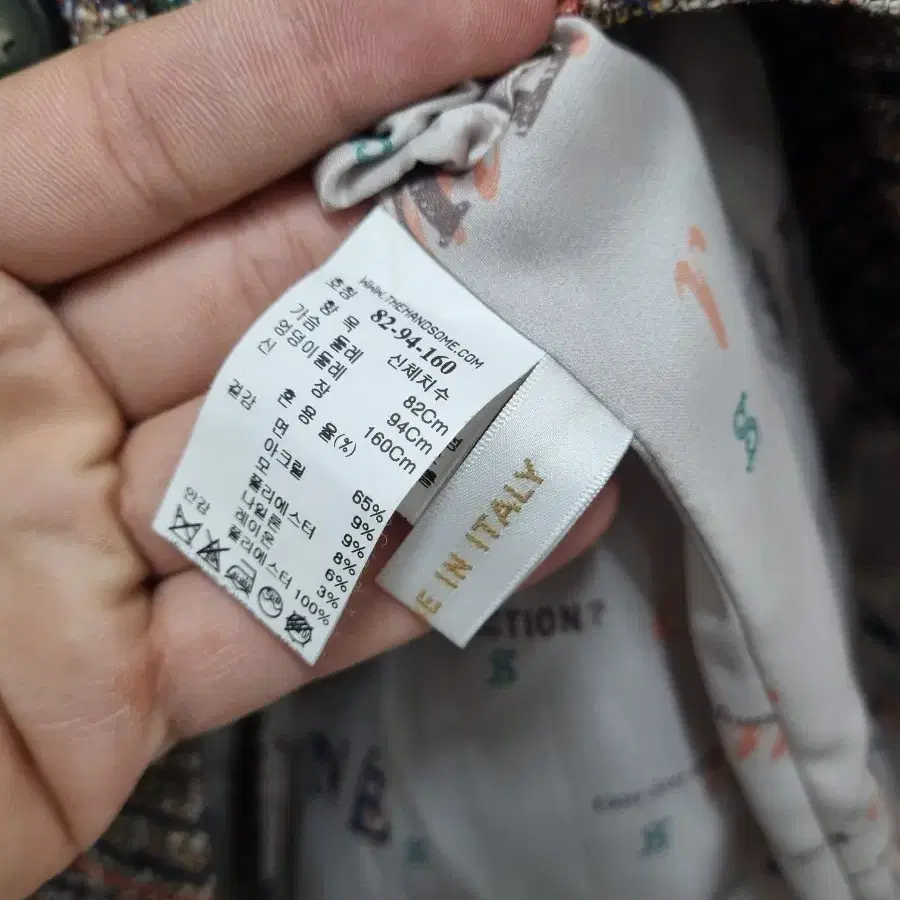 WWW.THEHANDSOME.COM
호칭 82-94-160
항 목 신체치수
가슴 둘레 82Cm
엉덩이둘레 94Cm
신 장 160Cm
혼 용 율(%)
겉감 면 65%
아크릴 9%
모 9%
폴리에스터 8%
나일론 6%
레이온 3%
안감 폴리에스터 100%
E IN ITALY
CTION?